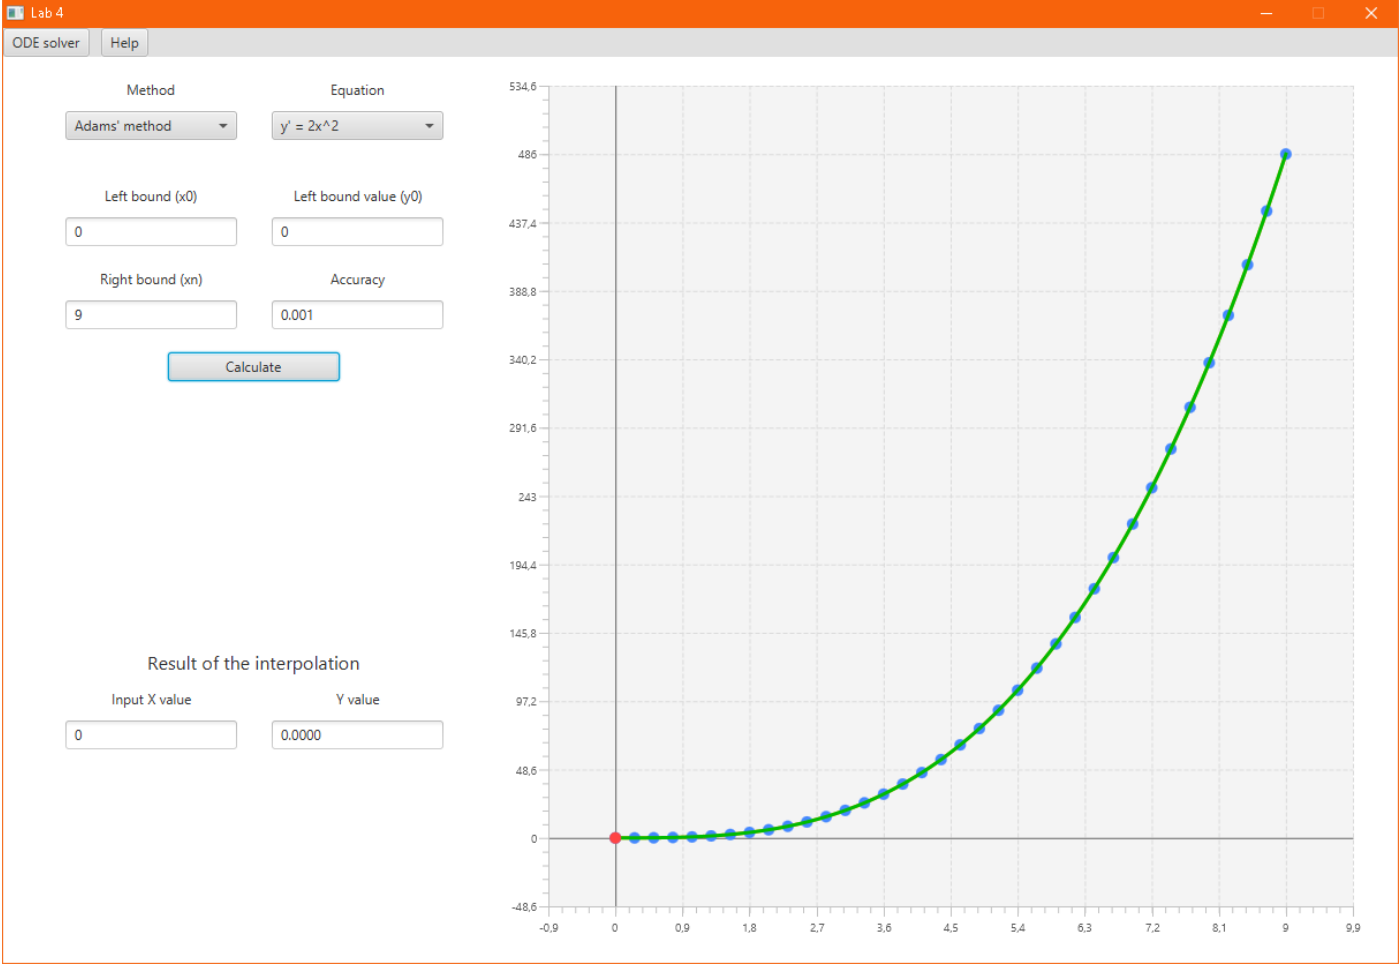 Lab 4
ODE solver Help
Method Equation
Adams' method y' = 2x^2
Left bound (x0) Left bound value (y0)
0 0
Right bound (xn) Accuracy
9 0.001
Calculate
Result of the interpolation
Input X value Y value
0 0.0000
534,6
486
437,4
388,8
340,2
291,6
243
194,4
145,8
97,2
48,6
0
-48,6
-0,9 0 0,9 1,8 2,7 3,6 4,5 5,4 6,3 7,2 8,1 9 9,9